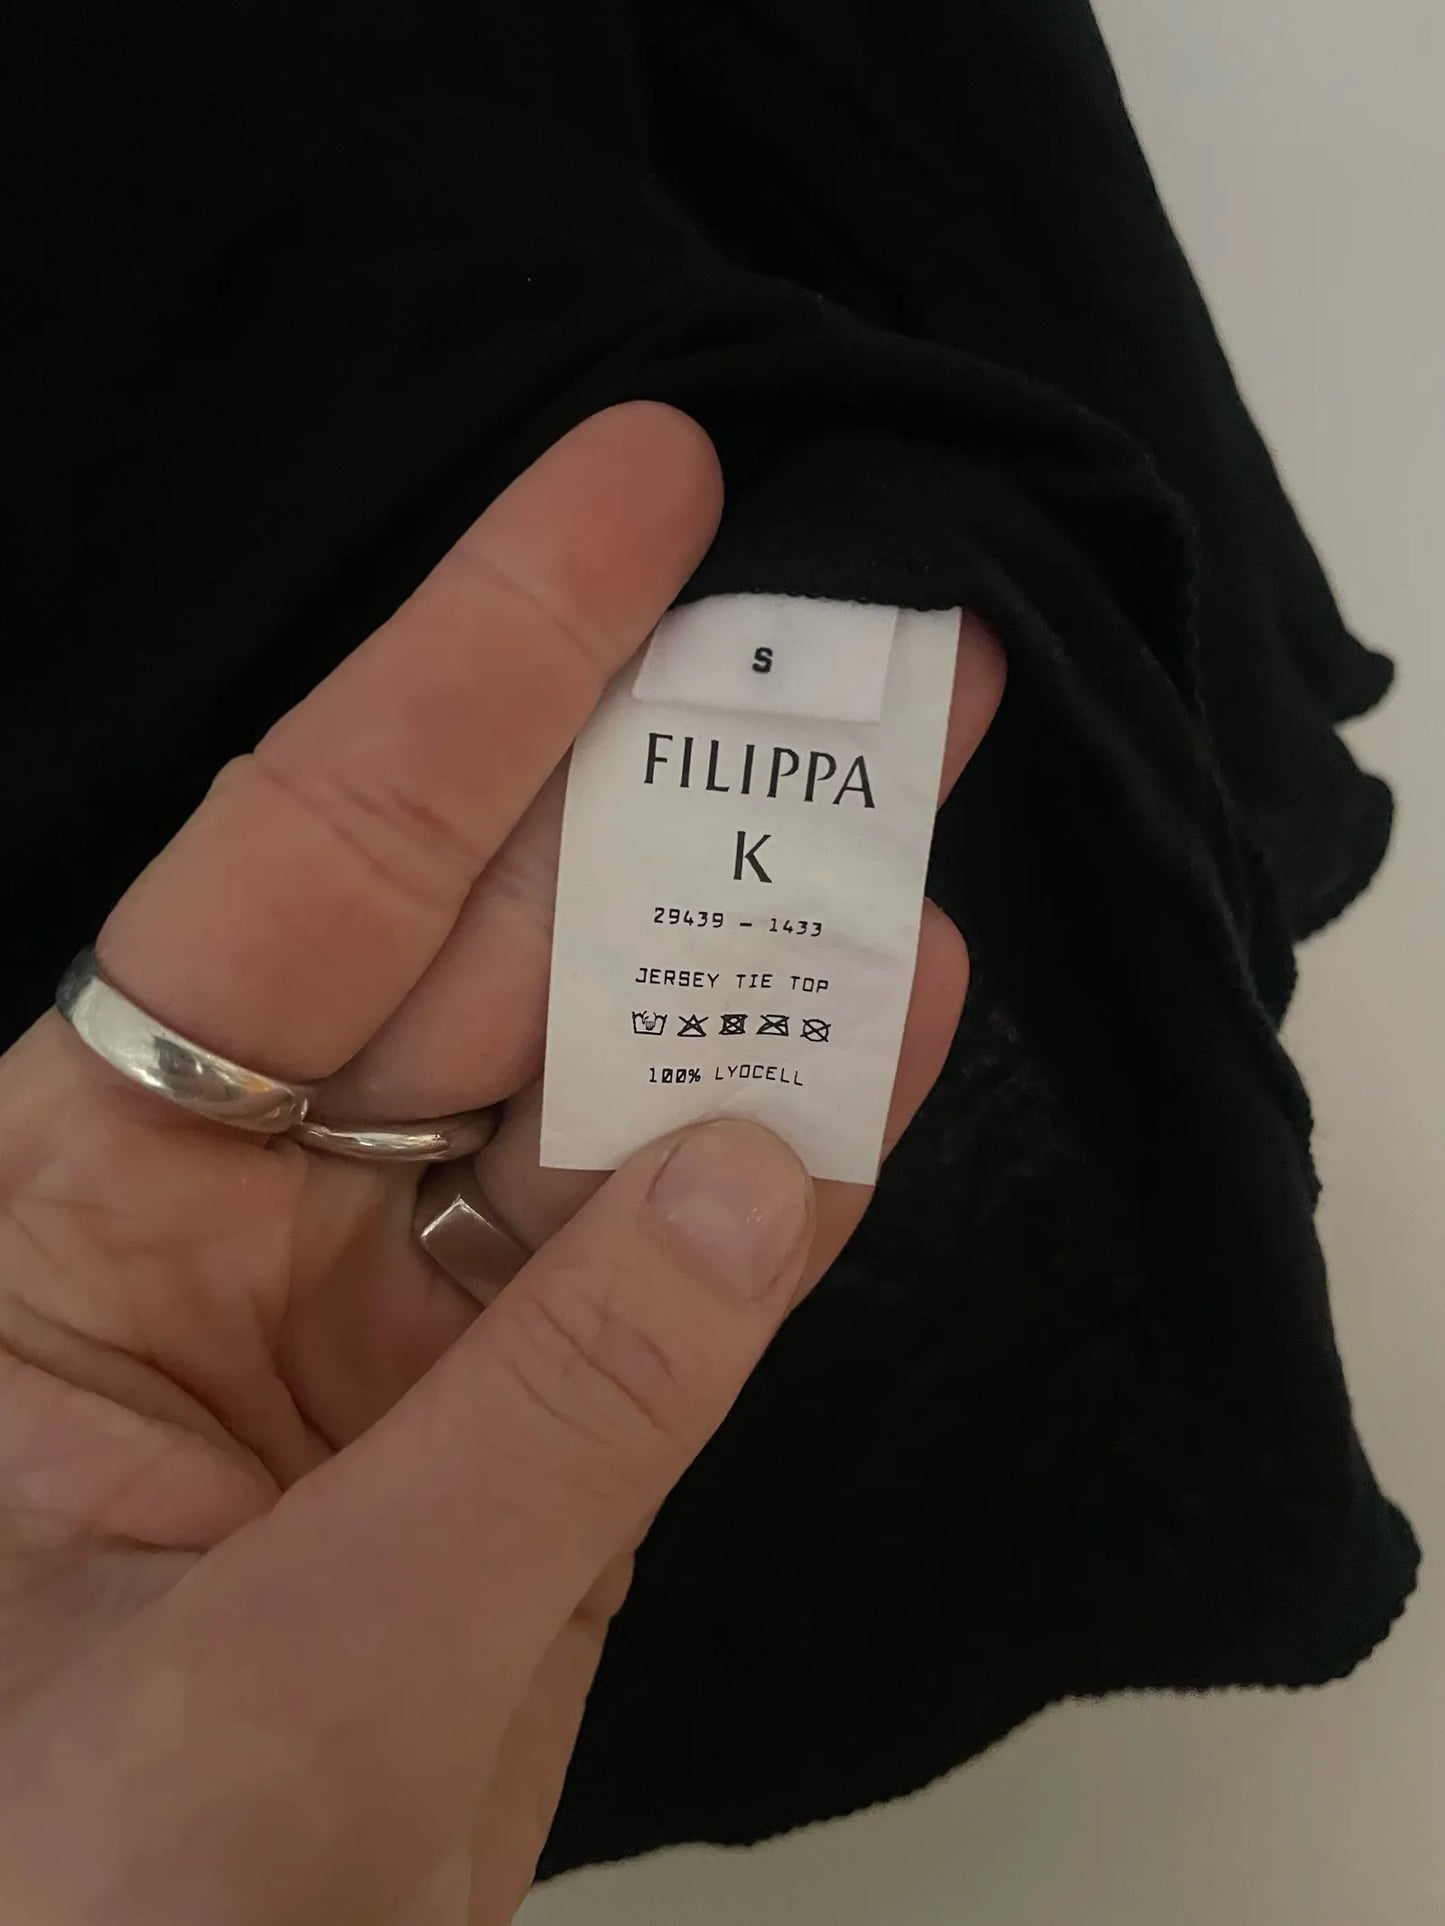 S
FILIPPA
K
29439 - 1433
JERSEY TIE TOP
100% LYOCELL